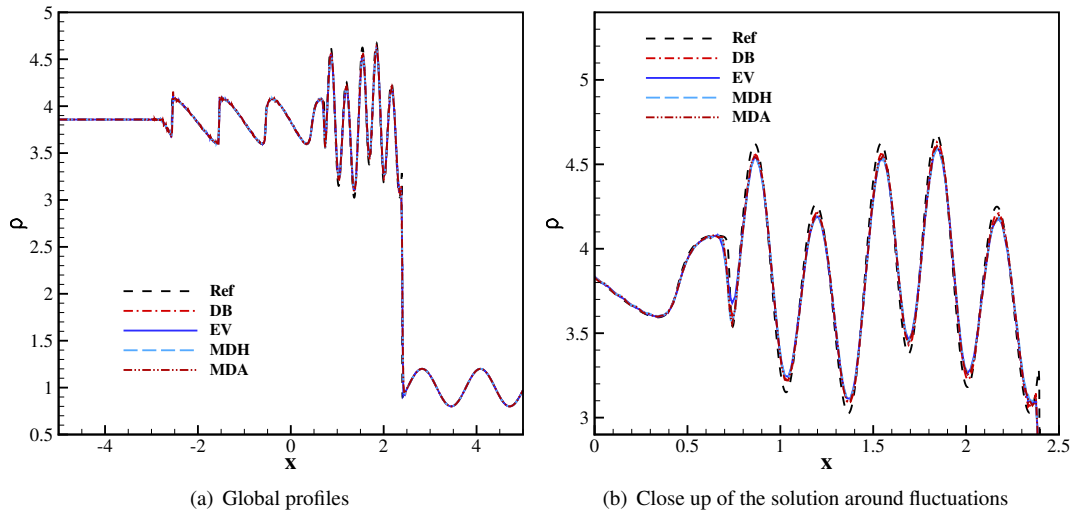 5
4.5
4
3.5
3
2.5
2
1.5
1
0.5
ρ
-4
-2
0
2
4
x
Ref
DB
EV
MDH
MDA
(a) Global profiles
5
4.5
4
3.5
3
ρ
0
0.5
1
1.5
2
2.5
x
Ref
DB
EV
MDH
MDA
(b) Close up of the solution around fluctuations